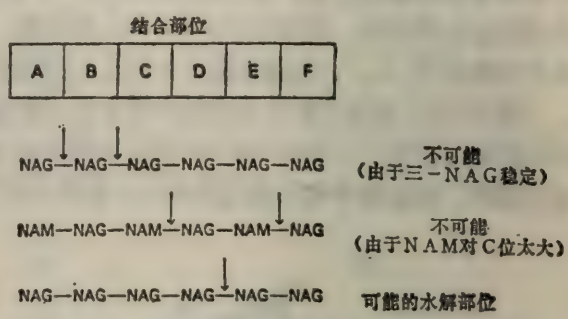 结合部位
A B C D E F
NAG—NAG—NAG—NAG—NAG—NAG
不可能
（由于三－NAG稳定）
NAM—NAG—NAM—NAG—NAM—NAG
不可能
（由于NAM对C位太大）
NAG—NAG—NAG—NAG—NAG—NAG
可能的水解部位